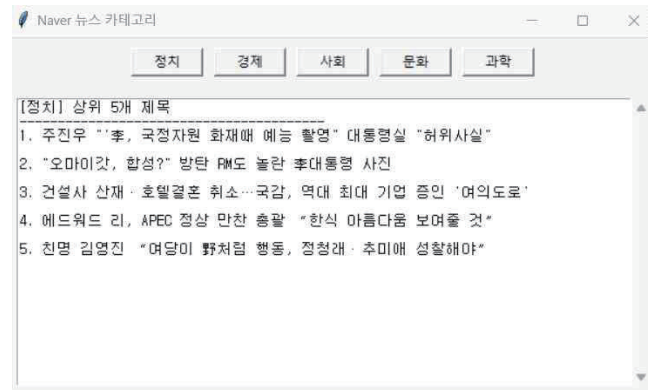 Naver 뉴스 카테고리
정치 경제 사회 문화 과학
[정치] 상위 5개 제목
----------------------------------------
1. 주진우 "'李, 국정자원 화재때 예능 촬영" 대통령실 "허위사실"
2. "오마이갓, 합성?" 방탄 RM도 놀란 李대통령 사진
3. 건설사 산재·호텔결혼 취소…국감, 역대 최대 기업 증인 '여의도로'
4. 에드워드 리, APEC 정상 만찬 총괄 “한식 아름다움 보여줄 것”
5. 친명 김영진 “여당이 野처럼 행동, 정청래·추미애 성찰해야”